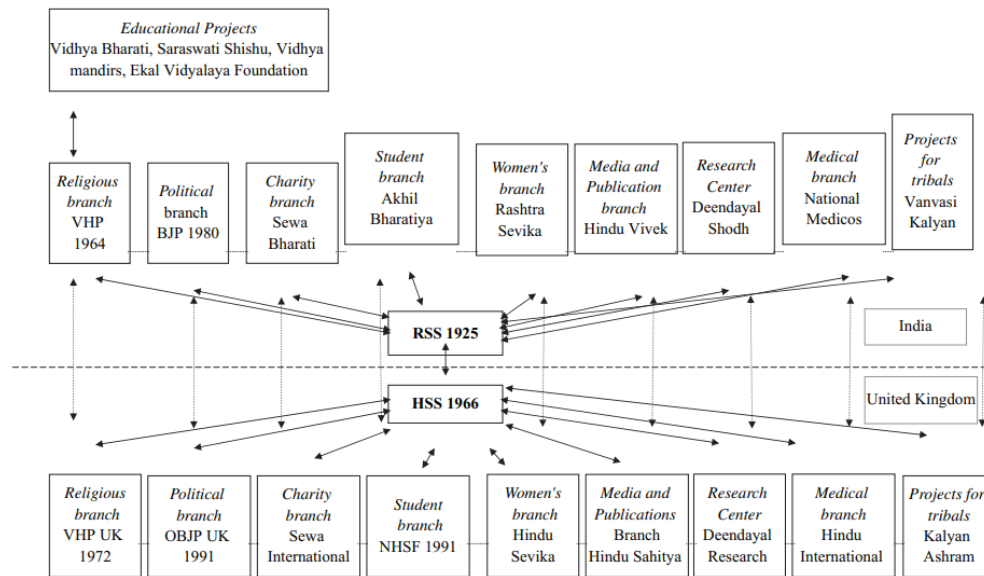 Educational Projects
Vidhya Bharati, Saraswati Shishu, Vidhya
mandirs, Ekal Vidyalaya Foundation
Religious
branch
VHP
1964
Political
branch
BJP 1980
Charity
branch
Sewa
Bharati
Student
branch
Akhil
Bharatiya
Women's
branch
Rashtra
Sevika
Media and
Publication
branch
Hindu Vivek
Research
Center
Deendayal
Shodh
Medical
branch
National
Medicos
Projects
for
tribals
Vanvasi
Kalyan
RSS 1925
India
HSS 1966
United Kingdom
Religious
branch
VHP UK
1972
Political
branch
OBJP UK
1991
Charity
branch
Sewa
International
Student
branch
NHSF 1991
Women's
branch
Hindu
Sevika
Media and
Publications
Branch
Hindu Sahitya
Research
Center
Deendayal
Research
Medical
branch
Hindu
International
Projects for
tribals
Kalyan
Ashram